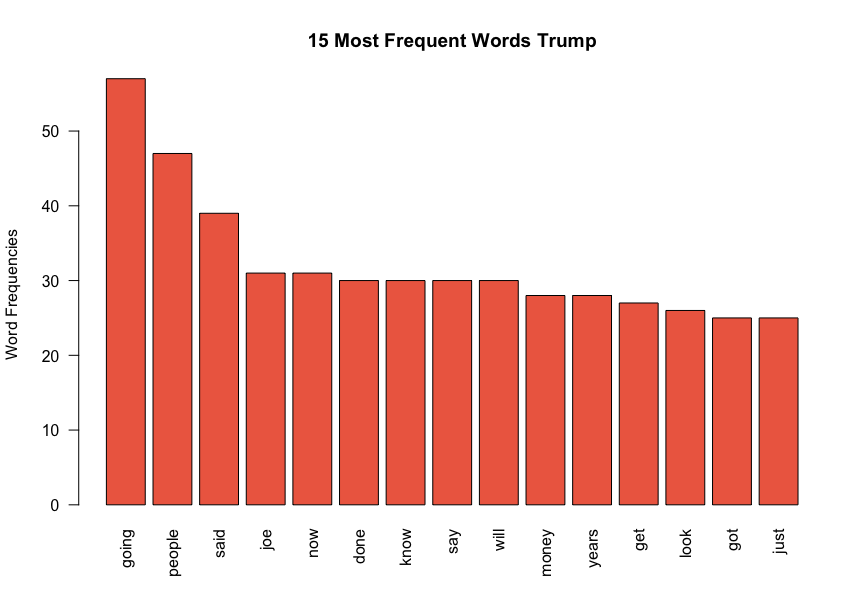 15 Most Frequent Words Trump
Word Frequencies
50
40
30
20
10
0
going
people
said
joe
now
done
know
say
will
money
years
get
look
got
just